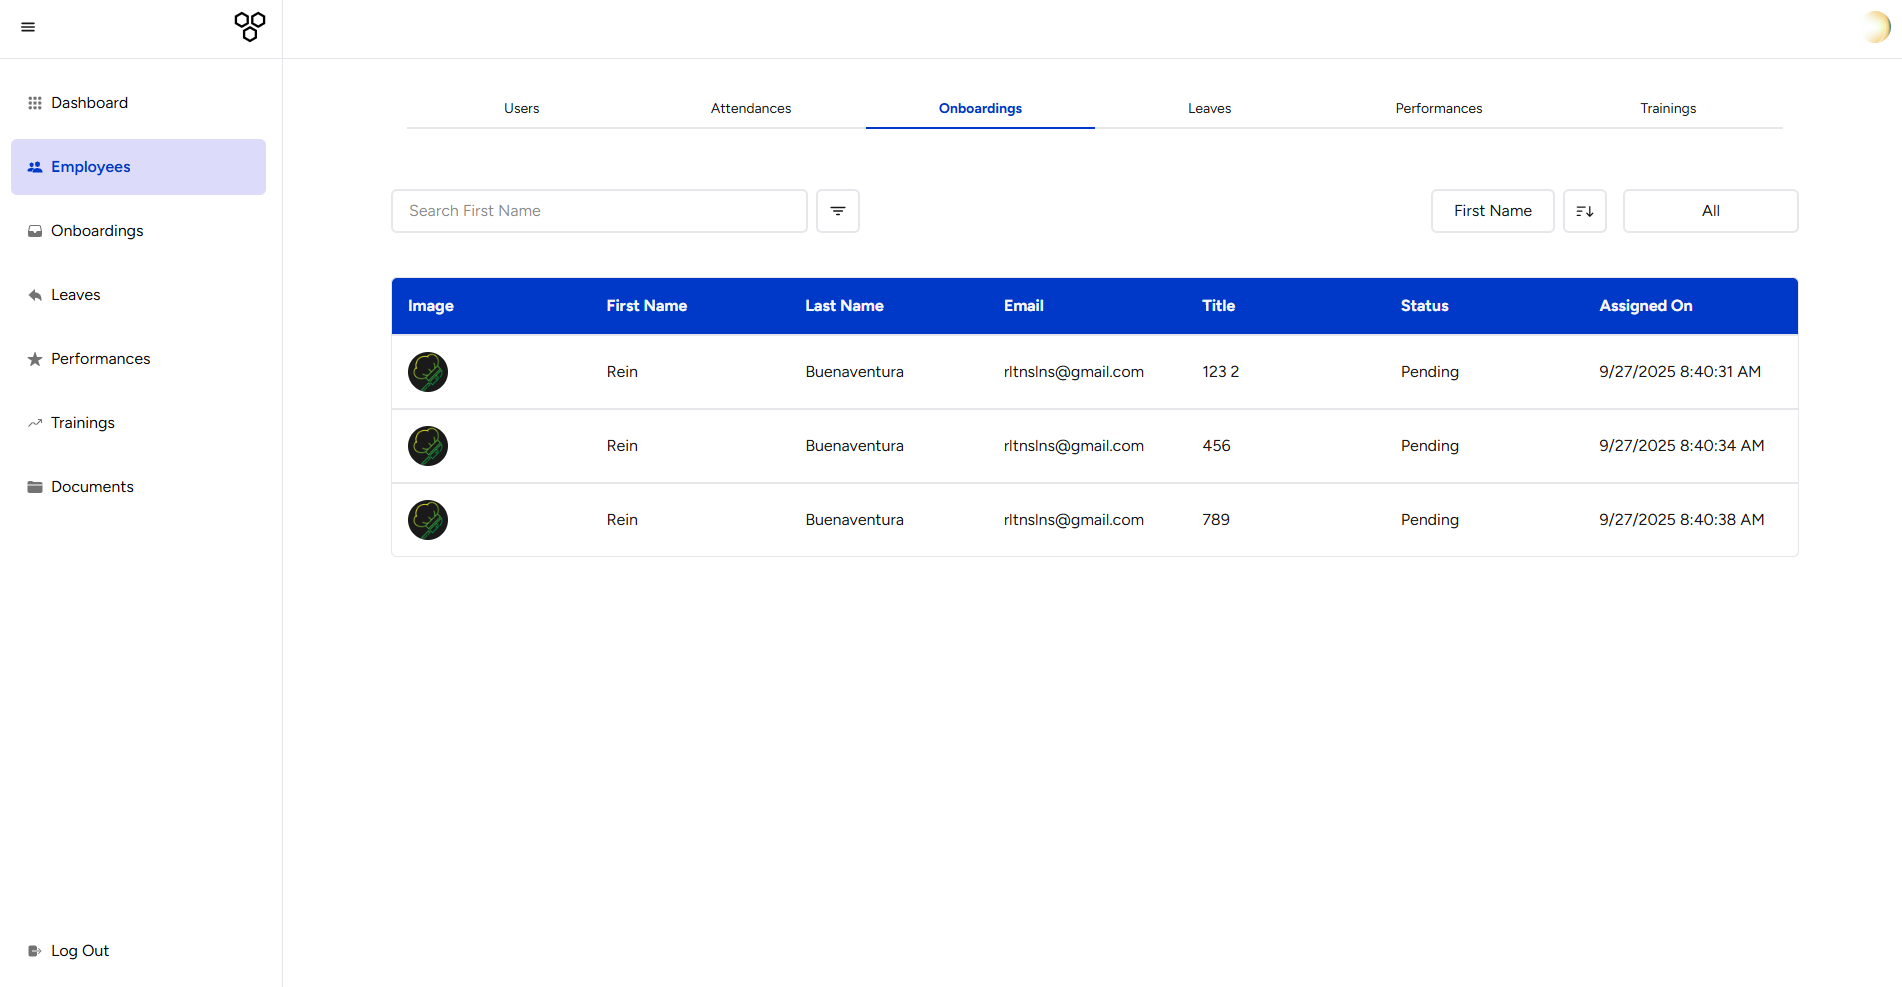 Dashboard
Employees
Onboardings
Leaves
Performances
Trainings
Documents
Log Out
Users Attendances Onboardings Leaves Performances Trainings
Search First Name First Name All
Image First Name Last Name Email Title Status Assigned On
Rein Buenaventura rltnslns@gmail.com 123 2 Pending 9/27/2025 8:40:31 AM
Rein Buenaventura rltnslns@gmail.com 456 Pending 9/27/2025 8:40:34 AM
Rein Buenaventura rltnslns@gmail.com 789 Pending 9/27/2025 8:40:38 AM